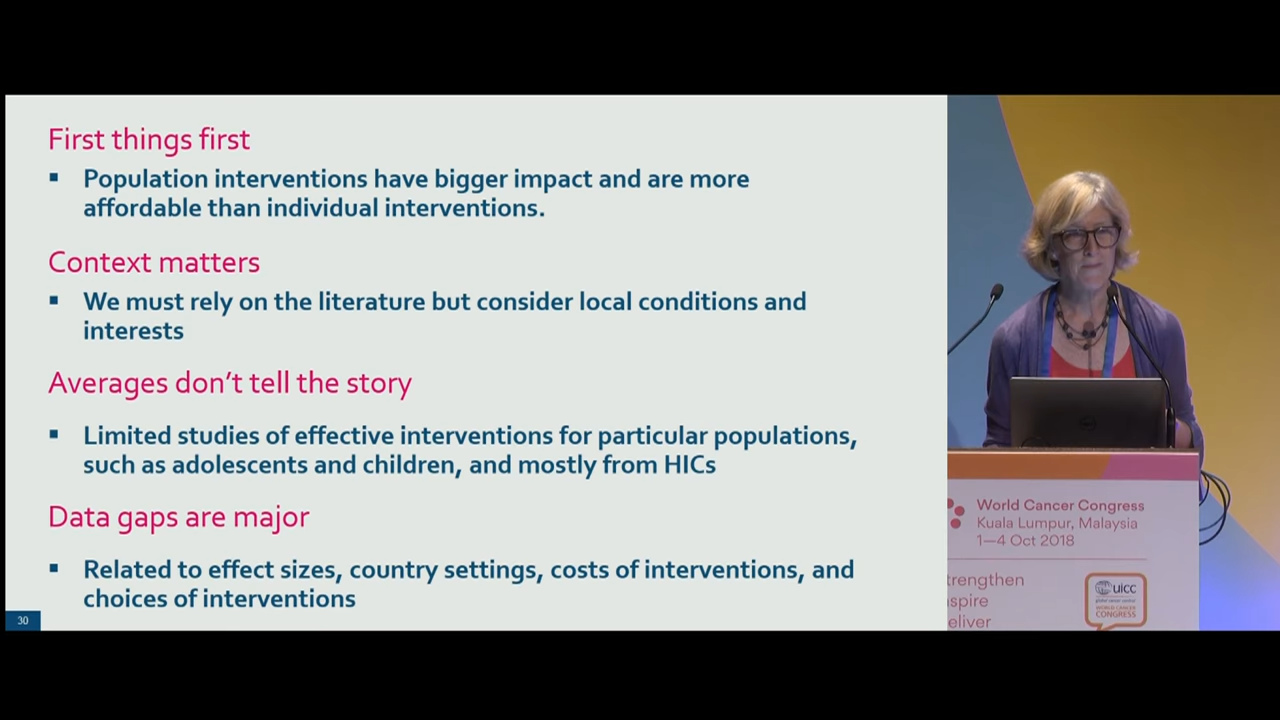 First things first
▪ Population interventions have bigger impact and are more
affordable than individual interventions.
Context matters
▪ We must rely on the literature but consider local conditions and
interests
Averages don't tell the story
▪ Limited studies of effective interventions for particular populations,
such as adolescents and children, and mostly from HICs
Data gaps are major
▪ Related to effect sizes, country settings, costs of interventions, and
choices of interventions
30
World Cancer Congress
Kuala Lumpur, Malaysia
1—4 Oct 2018
trengthen
nspire
eliver
uicc
global cancer control
WORLD CANCER
CONGRESS